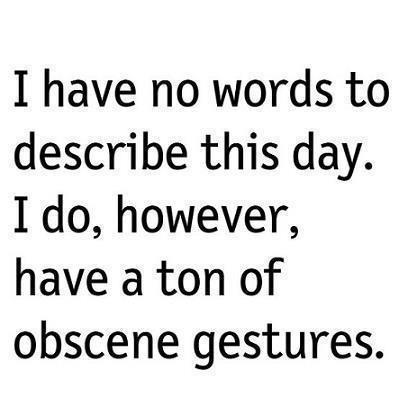 I have no words to
describe this day.
I do, however,
have a ton of
obscene gestures.